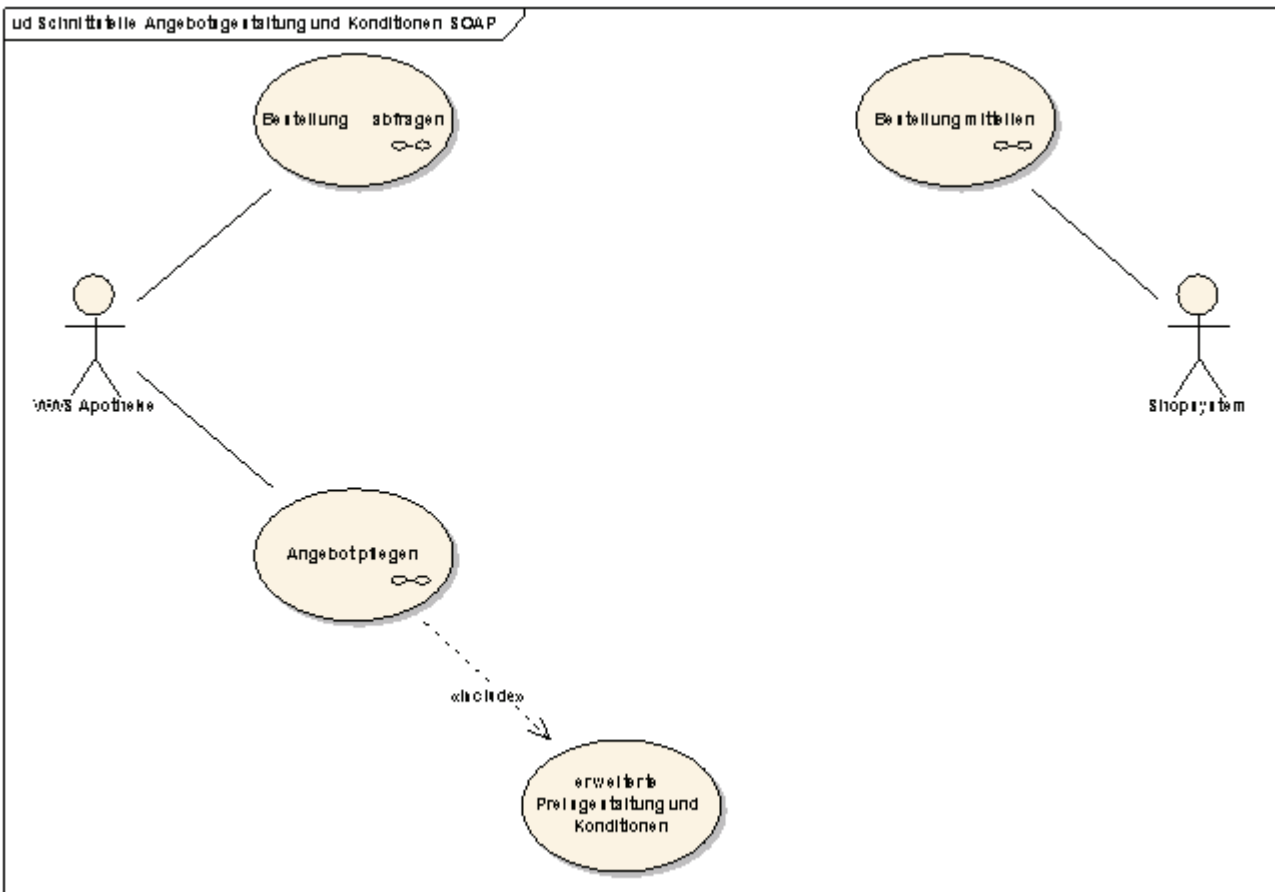 ud Schnittstelle Angebotsgestaltung und Konditionen SOAP
Bestellung abfragen
Bestellung mitteilen
WWS Apotheke
Shopsystem
Angebot pflegen
«include»
erweiterte
Preisgestaltung und
Konditionen